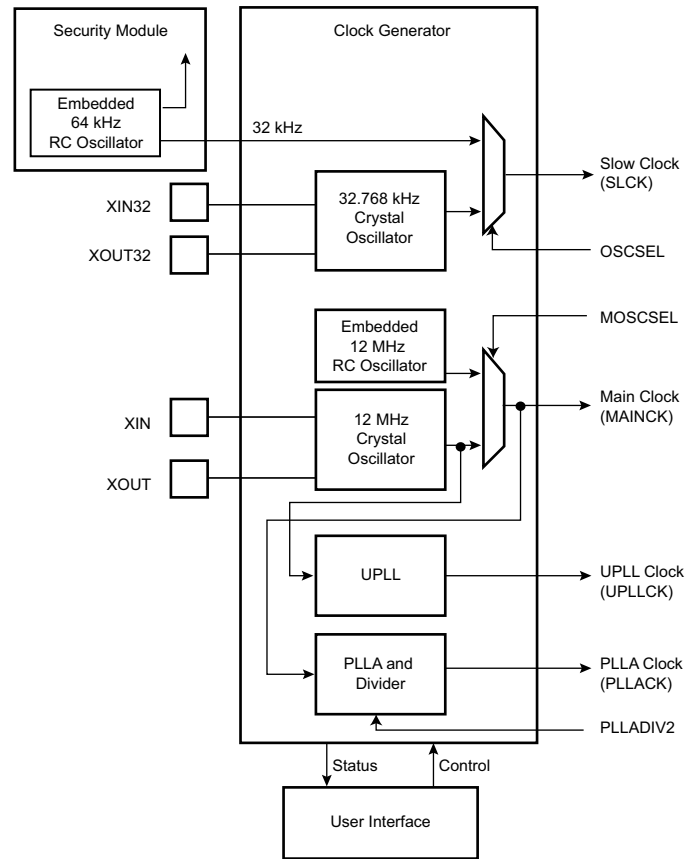 Security Module
Clock Generator
Embedded
64 kHz
RC Oscillator
32 kHz
Slow Clock
(SLCK)
XIN32
32.768 kHz
Crystal
Oscillator
XOUT32
OSCSEL
MOSCSEL
Embedded
12 MHz
RC Oscillator
Main Clock
(MAINCK)
XIN
12 MHz
Crystal
Oscillator
XOUT
UPLL
UPLL Clock
(UPLLCK)
PLLA and
Divider
PLLA Clock
(PLLACK)
PLLADIV2
Status
Control
User Interface